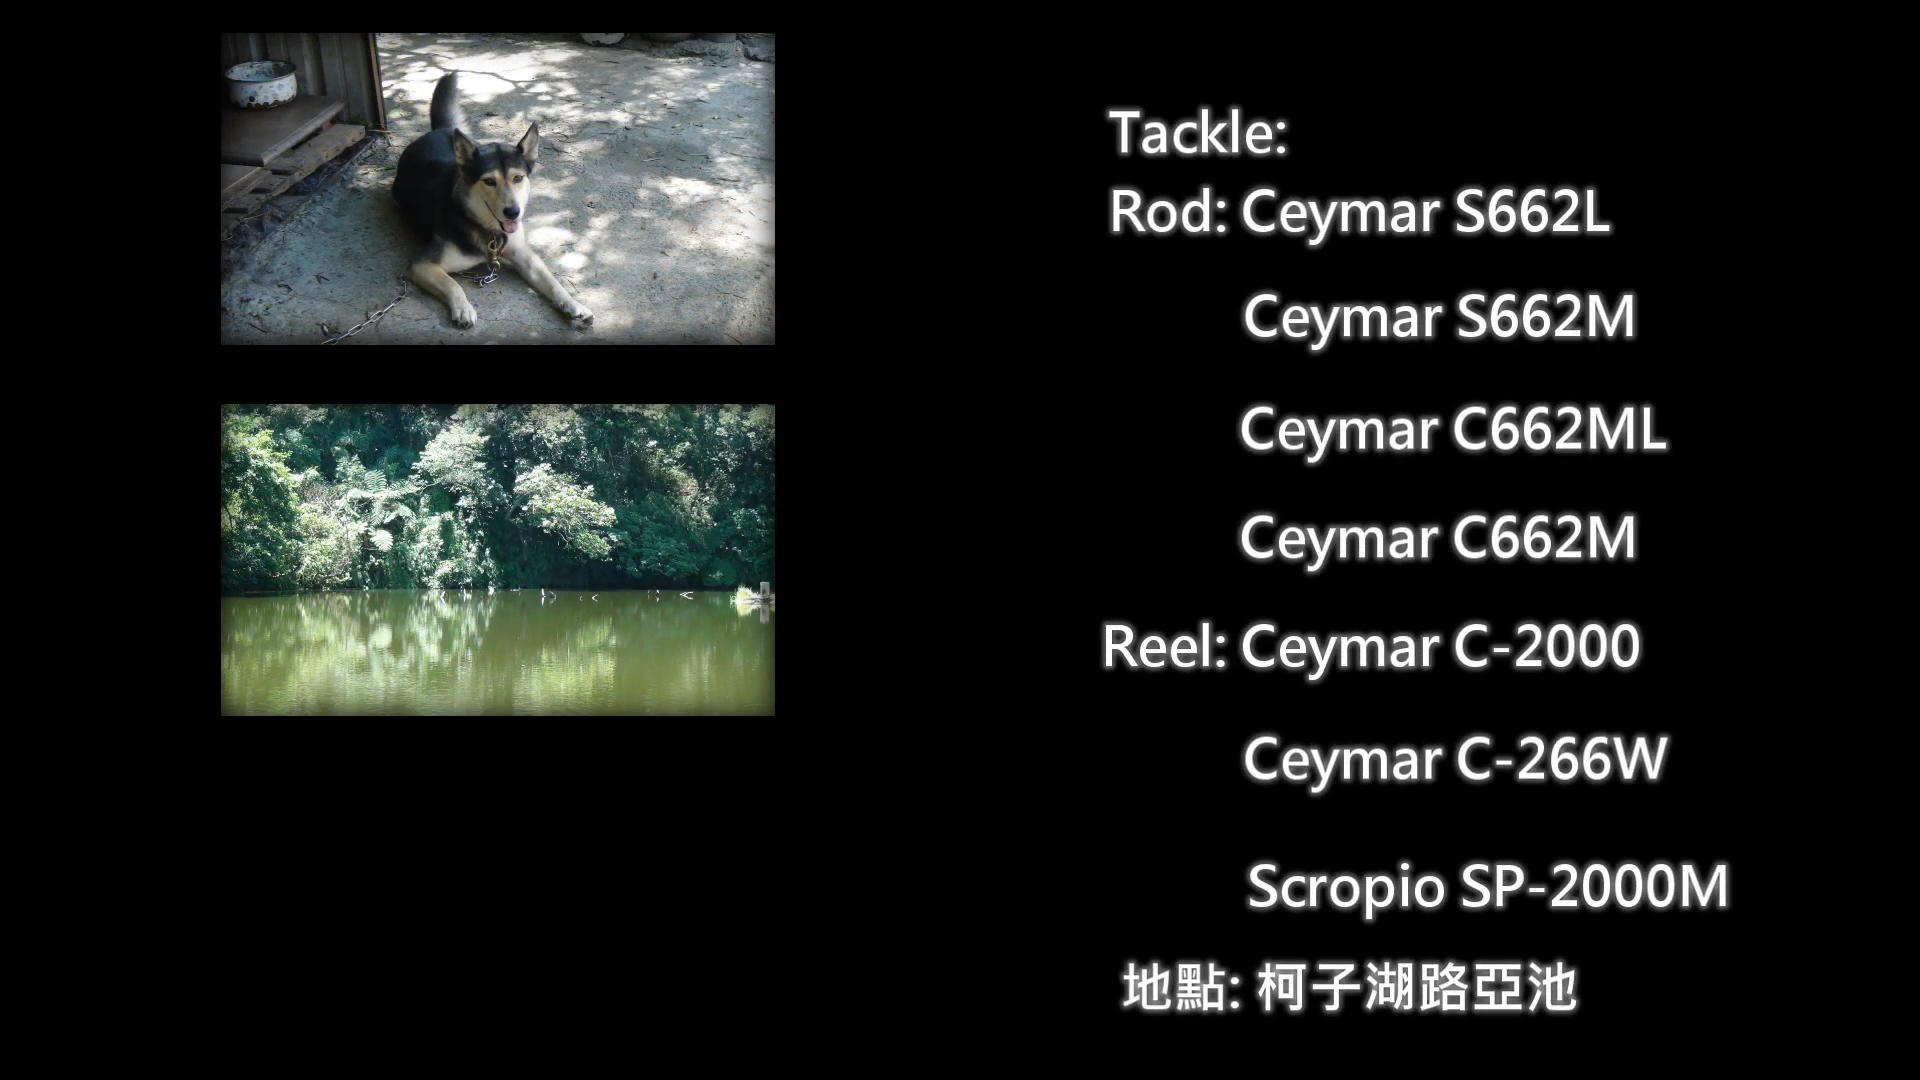 Tackle:
Rod: Ceymar S662L
Ceymar S662M
Ceymar C662ML
Ceymar C662M
Reel: Ceymar C-2000
Ceymar C-266W
Scropio SP-2000M
地點: 柯子湖路亞池